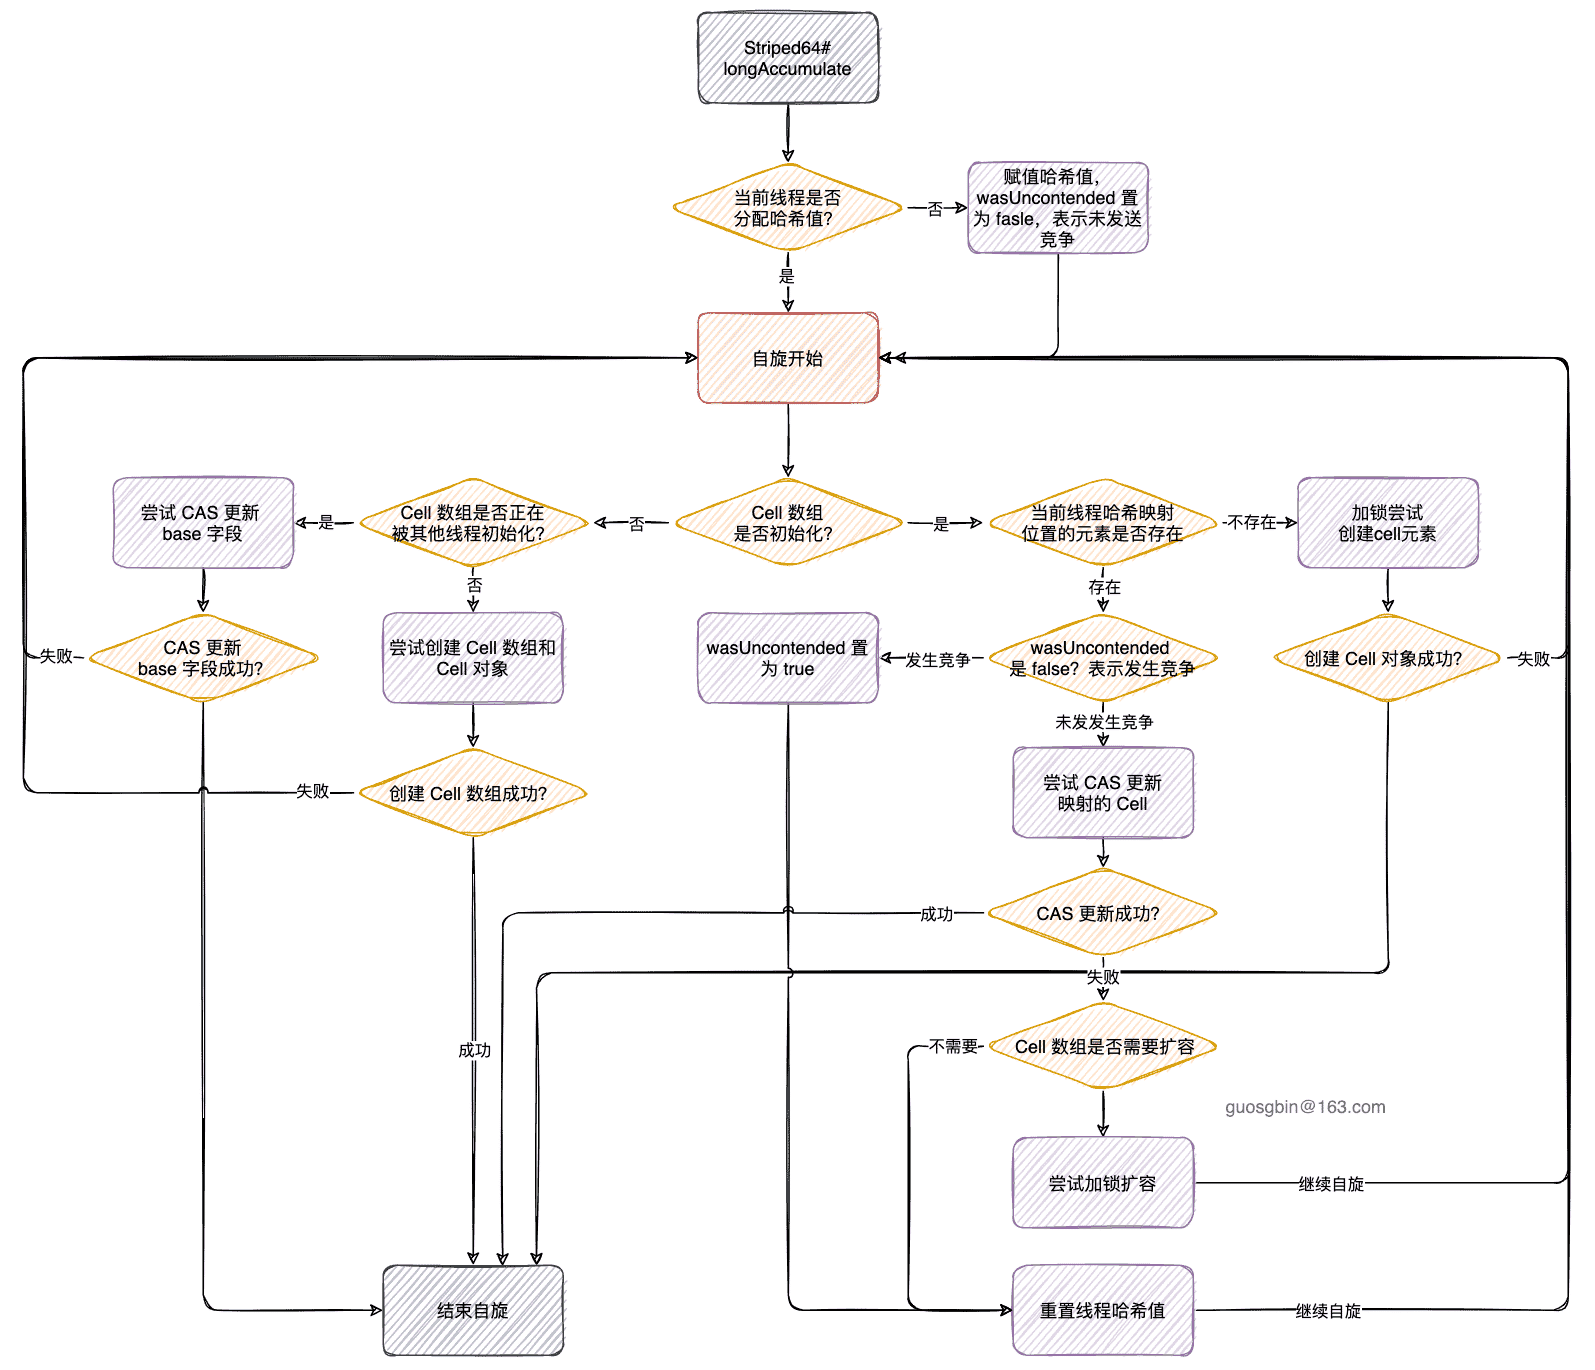 Striped64#
longAccumulate
当前线程是否
分配哈希值?
否
赋值哈希值，
wasUncontended 置
为 fasle，表示未发送
竞争
是
自旋开始
尝试 CAS 更新
base 字段
是
Cell 数组是否正在
被其他线程初始化?
否
Cell 数组
是否初始化?
是
当前线程哈希映射
位置的元素是否存在
不存在
加锁尝试
创建cell元素
否
存在
失败
CAS 更新
base 字段成功?
尝试创建 Cell 数组和
Cell 对象
wasUncontended 置
为 true
发生竞争
wasUncontended
是 false？表示发生竞争
创建 Cell 对象成功?
失败
未发发生竞争
失败
创建 Cell 数组成功?
尝试 CAS 更新
映射的 Cell
成功
CAS 更新成功?
失败
成功
不需要
Cell 数组是否需要扩容
guosgbin@163.com
尝试加锁扩容
继续自旋
结束自旋
重置线程哈希值
继续自旋